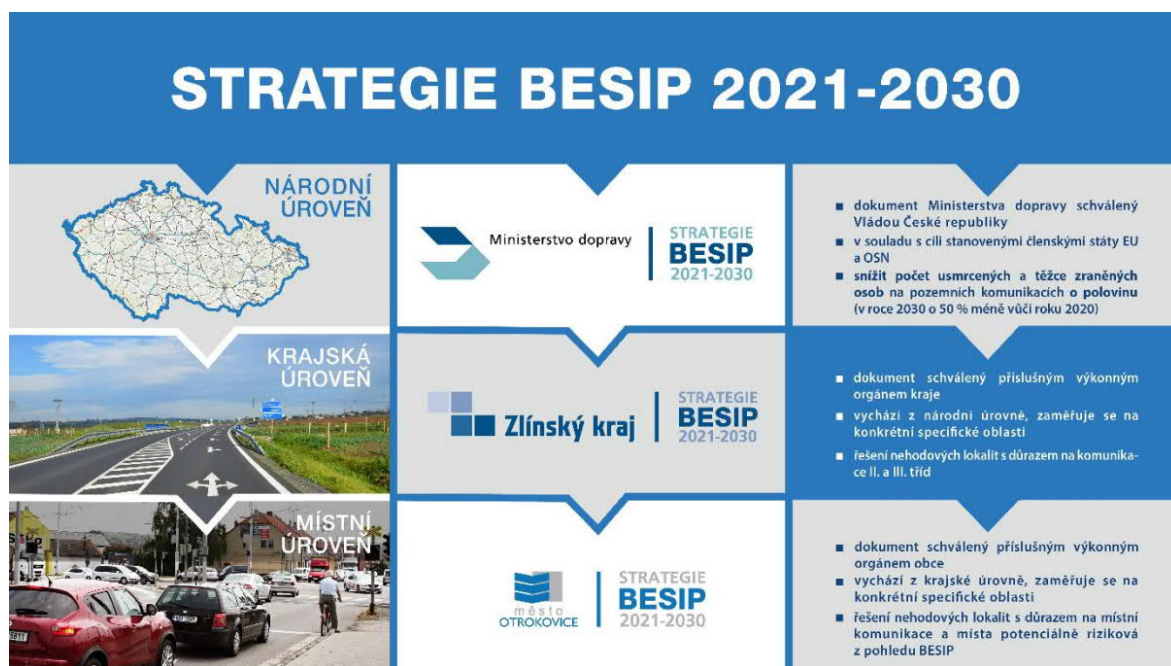 STRATEGIE BESIP 2021-2030
NÁRODNÍ
ÚROVEŇ
Ministerstvo dopravy
STRATEGIE
BESIP
2021-2030
dokument Ministerstva dopravy schválený
Vládou České republiky
v souladu s cíli stanovenými členskými státy EU
a OSN
snížit počet usmrcených a těžce zraněných
osob na pozemních komunikacích o polovinu
(v roce 2030 o 50 % méně vůči roku 2020)
KRAJSKÁ
ÚROVEŇ
Zlínský kraj
STRATEGIE
BESIP
2021-2030
dokument schválený příslušným výkonným
orgánem kraje
vychází z národní úrovně, zaměřuje se na
konkrétní specifické oblasti
řešení nehodových lokalit s důrazem na komunika-
ce II. a III. tříd
MÍSTNÍ
ÚROVEŇ
město
OTROKOVICE
STRATEGIE
BESIP
2021-2030
dokument schválený příslušným výkonným
orgánem obce
vychází z krajské úrovně, zaměřuje se na
konkrétní specifické oblasti
řešení nehodových lokalit s důrazem na místní
komunikace a místa potenciálně riziková
z pohledu BESIP